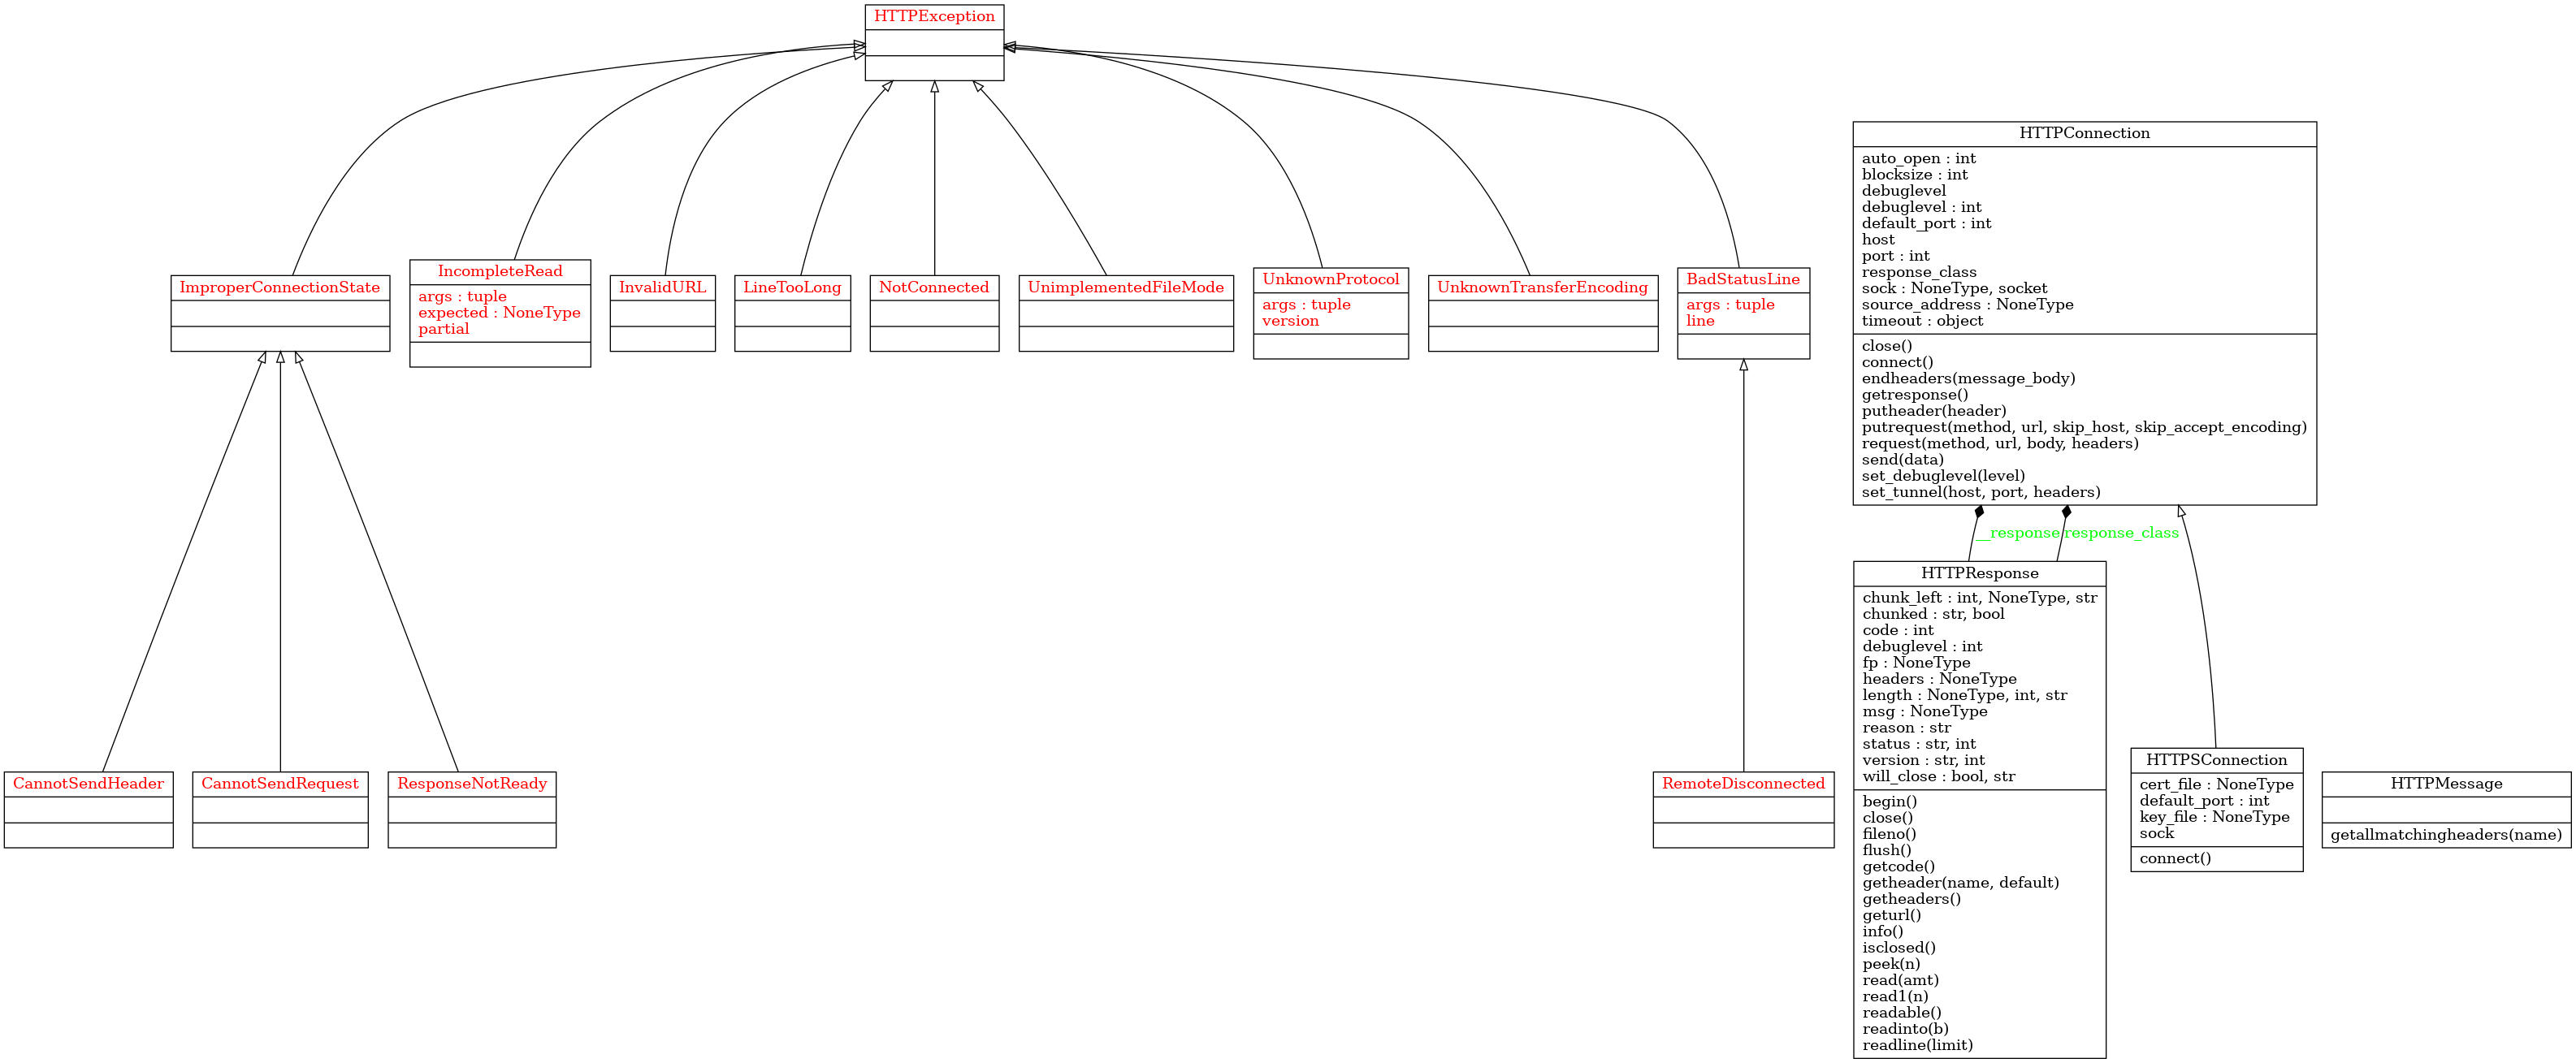 HTTPException
HTTPConnection
auto_open : int
blocksize : int
debuglevel
debuglevel : int
default_port : int
host
port : int
response_class
sock : NoneType, socket
source_address : NoneType
timeout : object
close()
connect()
endheaders(message_body)
getresponse()
putheader(header)
putrequest(method, url, skip_host, skip_accept_encoding)
request(method, url, body, headers)
send(data)
set_debuglevel(level)
set_tunnel(host, port, headers)
ImproperConnectionState
IncompleteRead
args : tuple
expected : NoneType
partial
InvalidURL
LineTooLong
NotConnected
UnimplementedFileMode
UnknownProtocol
args : tuple
version
UnknownTransferEncoding
BadStatusLine
args : tuple
line
__response
response_class
CannotSendHeader
CannotSendRequest
ResponseNotReady
RemoteDisconnected
HTTPResponse
chunk_left : int, NoneType, str
chunked : str, bool
code : int
debuglevel : int
fp : NoneType
headers : NoneType
length : NoneType, int, str
msg : NoneType
reason : str
status : str, int
version : str, int
will_close : bool, str
begin()
close()
fileno()
flush()
getcode()
getheader(name, default)
getheaders()
geturl()
info()
isclosed()
peek(n)
read(amt)
read1(n)
readable()
readinto(b)
readline(limit)
HTTPSConnection
cert_file : NoneType
default_port : int
key_file : NoneType
sock
connect()
HTTPMessage
getallmatchingheaders(name)